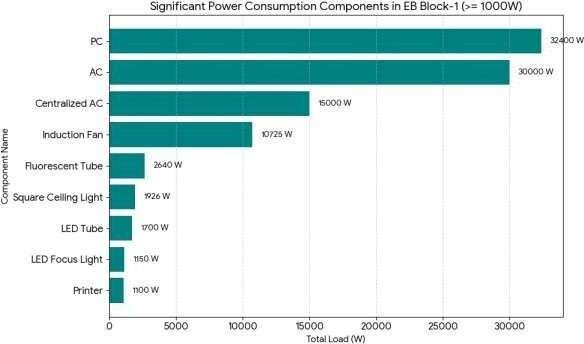 Significant Power Consumption Components in EB Block-1 (>= 1000W)
PC 32400 W
AC 30000 W
Centralized AC 15000 W
Induction Fan 10725 W
Fluorescent Tube 2640 W
Square Ceiling Light 1926 W
LED Tube 1700 W
LED Focus Light 1150 W
Printer 1100 W
Component Name
0 5000 10000 15000 20000 25000 30000
Total Load (W)